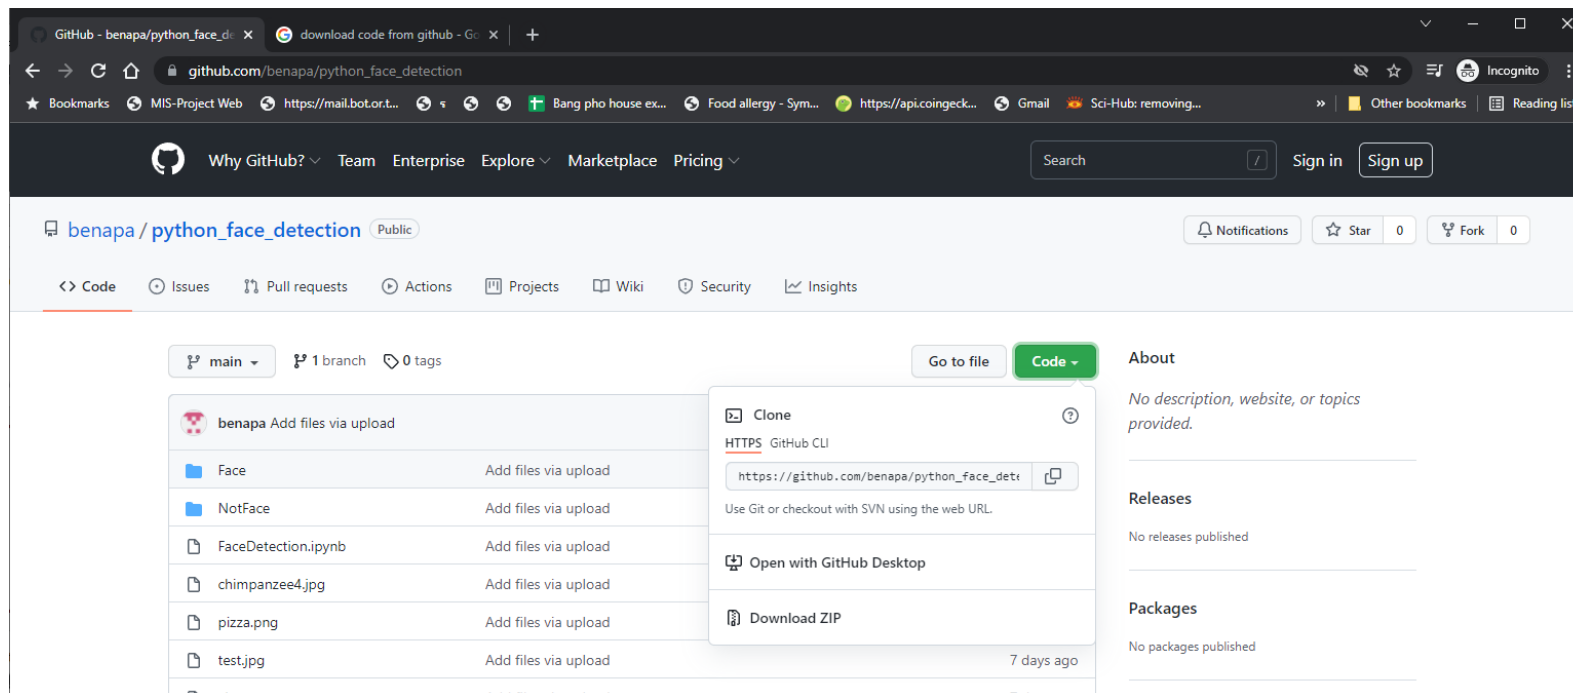 GitHub - benapa/python_face_de
download code from github - Go
github.com/benapa/python_face_detection
Incognito
Bookmarks MIS-Project Web https://mail.bot.or.t... s Bang pho house ex... Food allergy - Sym... https://api.coingeck... Gmail Sci-Hub: removing... » Other bookmarks Reading lis
Why GitHub? Team Enterprise Explore Marketplace Pricing Search / Sign in Sign up
benapa / python_face_detection Public Notifications Star 0 Fork 0
<> Code Issues Pull requests Actions Projects Wiki Security Insights
main 1 branch 0 tags Go to file Code
benapa Add files via upload
Face Add files via upload
NotFace Add files via upload
FaceDetection.ipynb Add files via upload
chimpanzee4.jpg Add files via upload
pizza.png Add files via upload
test.jpg Add files via upload 7 days ago
Clone
HTTPS GitHub CLI
https://github.com/benapa/python_face_dete
Use Git or checkout with SVN using the web URL.
Open with GitHub Desktop
Download ZIP
About
No description, website, or topics
provided.
Releases
No releases published
Packages
No packages published